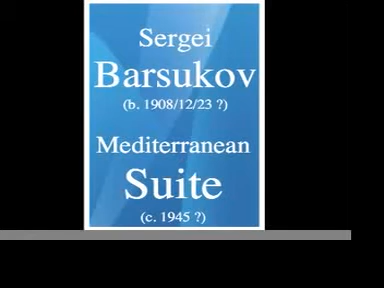 Sergei
Barsukov
(b. 1908/12/23 ?)
Mediterranean
Suite
(c. 1945 ?)